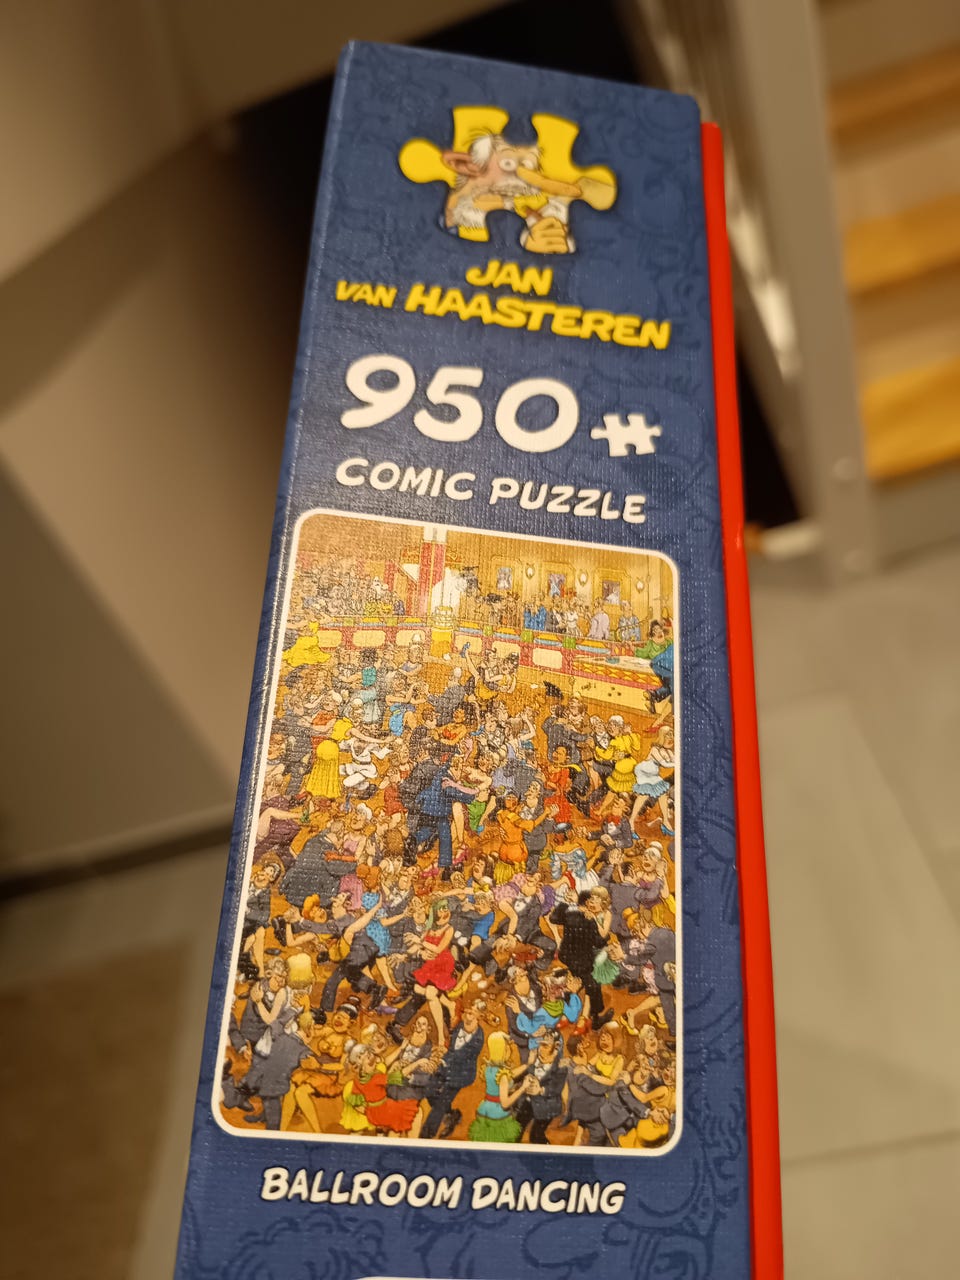 JAN
VAN HAASTEREN
950
COMIC PUZZLE
BALLROOM DANCING